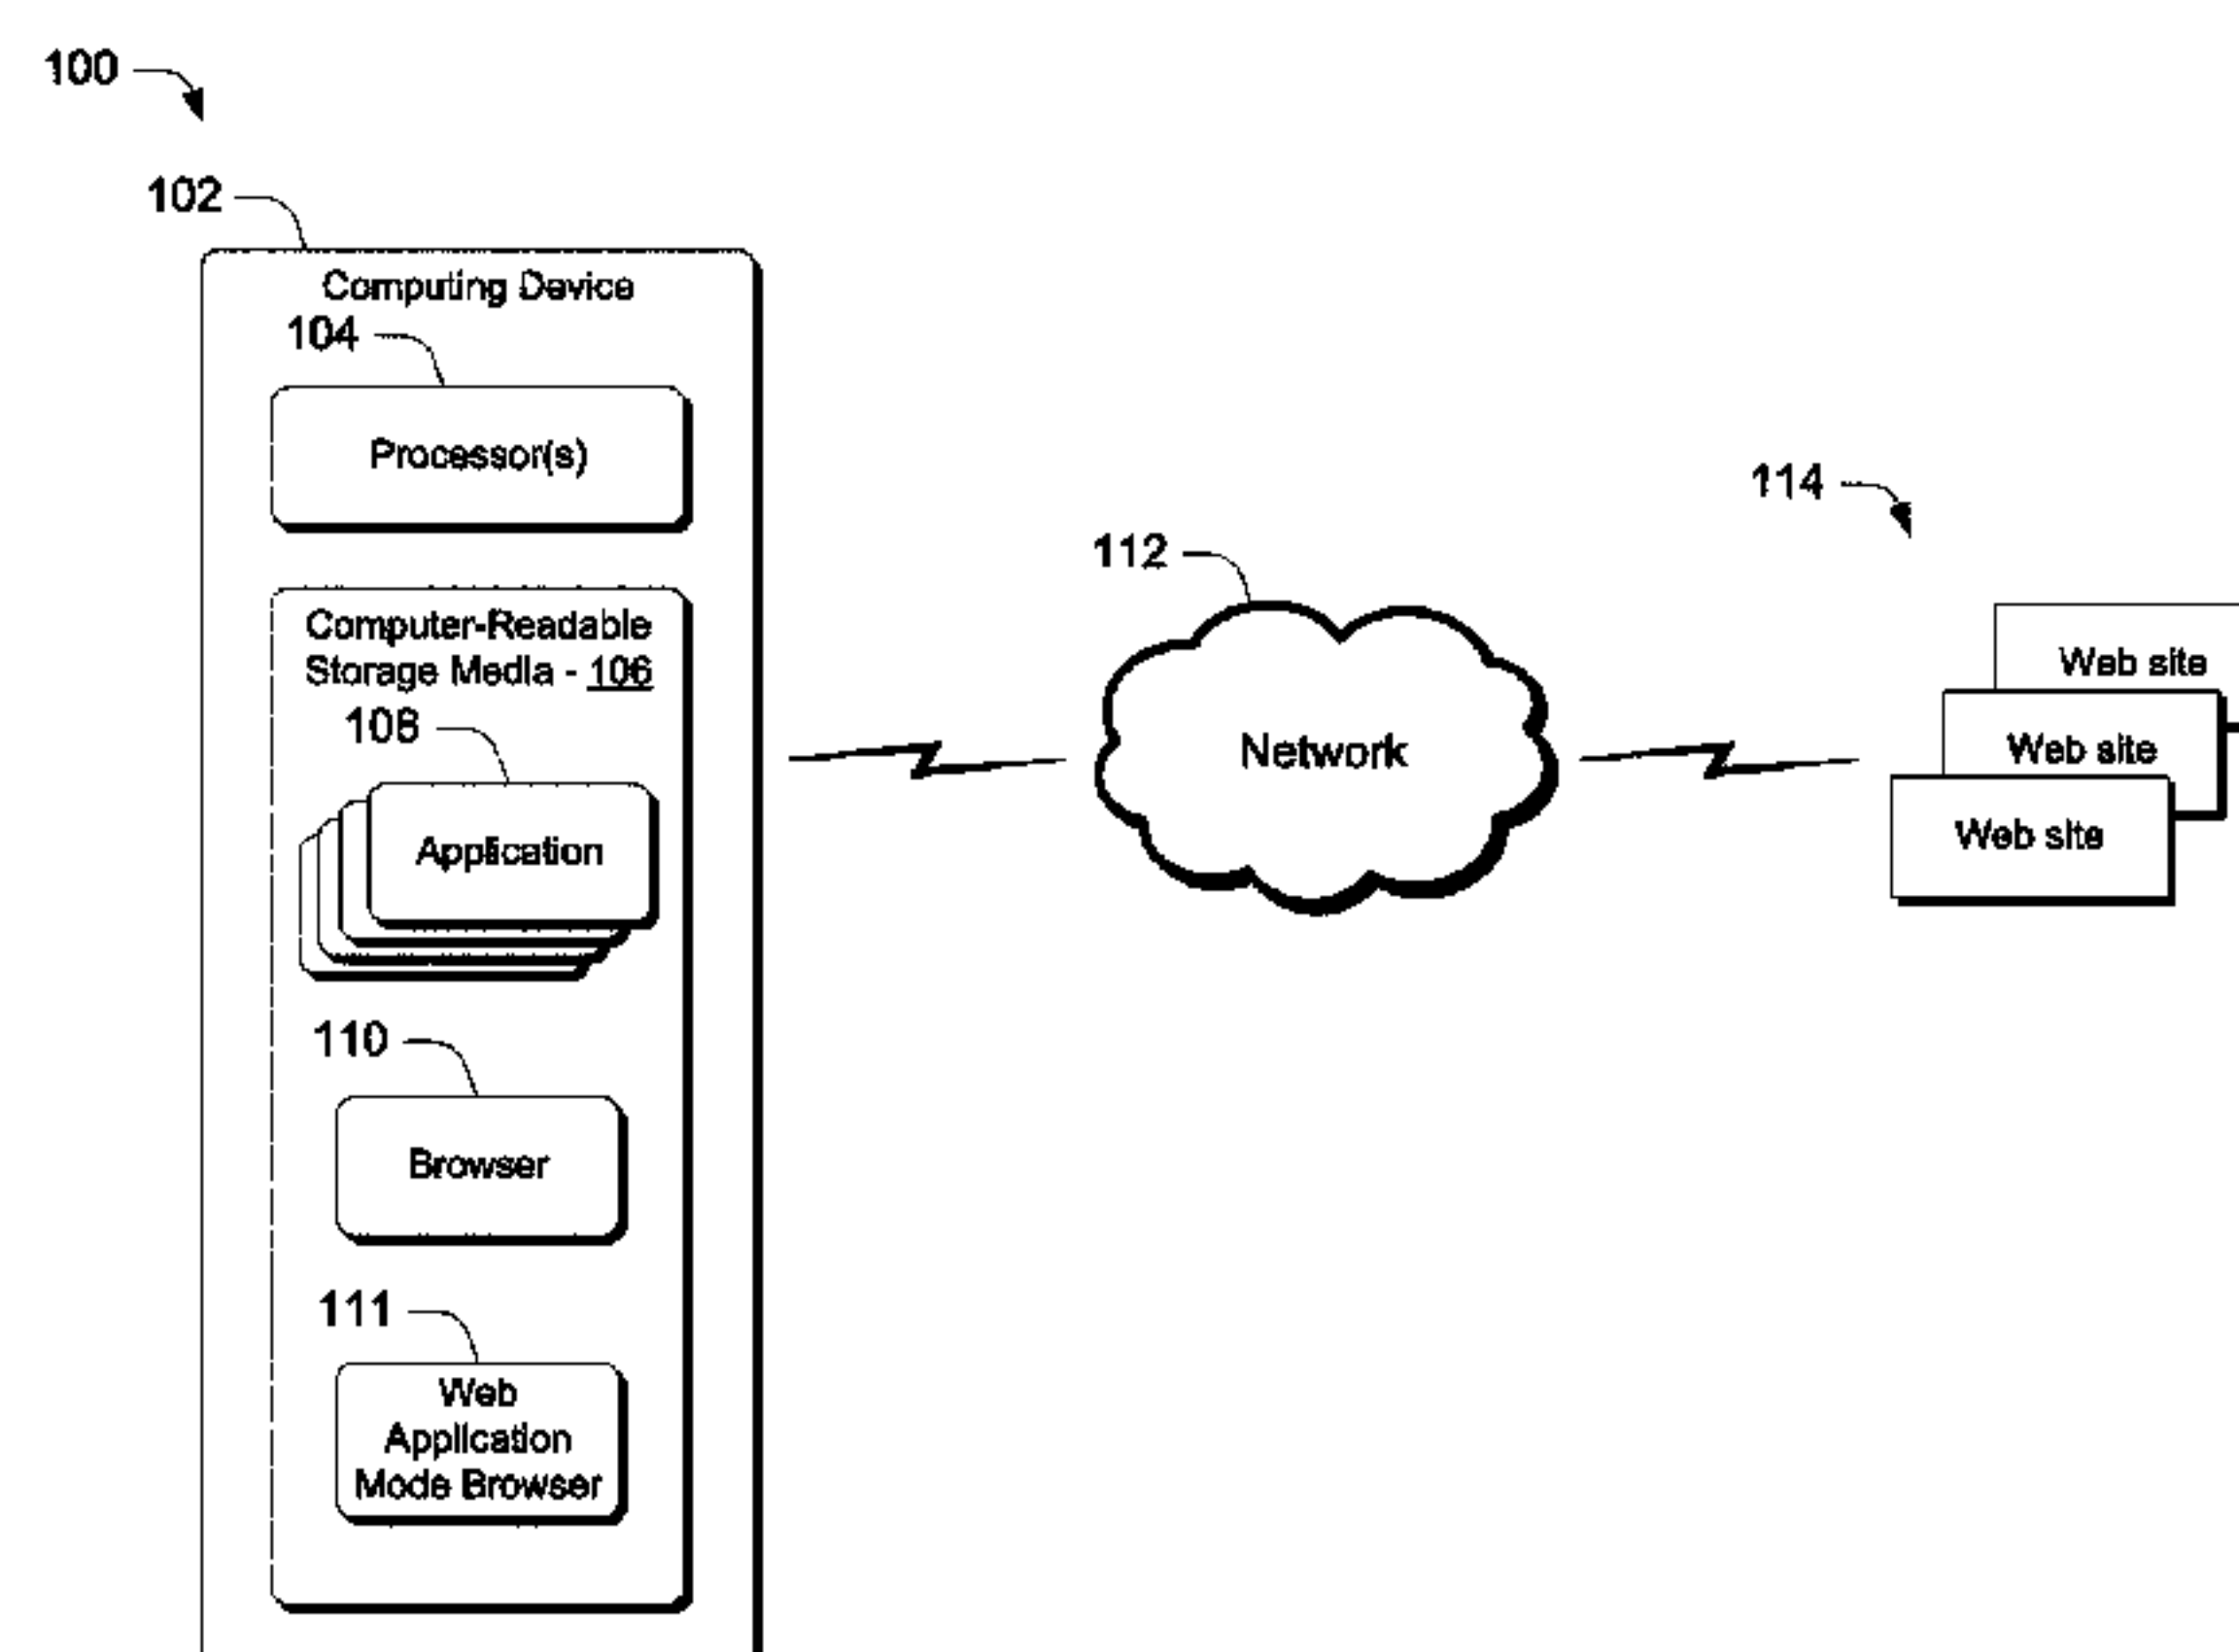 100
102
Computing Device
104
Processor(s)
114
112
Computer-Readable
Storage Media - 106
Web site
108
Network
Web site
Web site
Application
110
Browser
111
Web
Application
Mode Browser